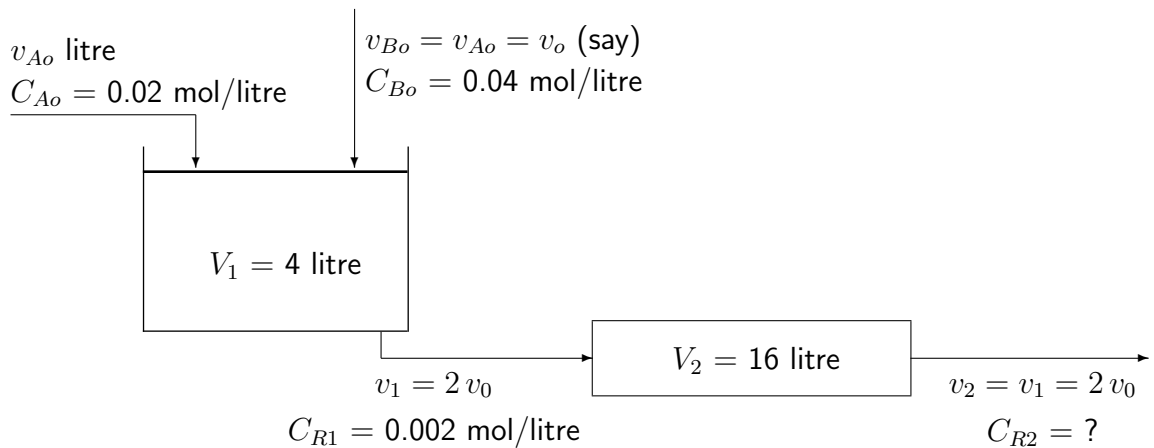 v_{Ao} litre
C_{Ao} = 0.02 mol/litre
v_{Bo} = v_{Ao} = v_o (say)
C_{Bo} = 0.04 mol/litre
V_1 = 4 litre
V_2 = 16 litre
v_1 = 2 v_0
C_{R1} = 0.002 mol/litre
v_2 = v_1 = 2 v_0
C_{R2} = ?